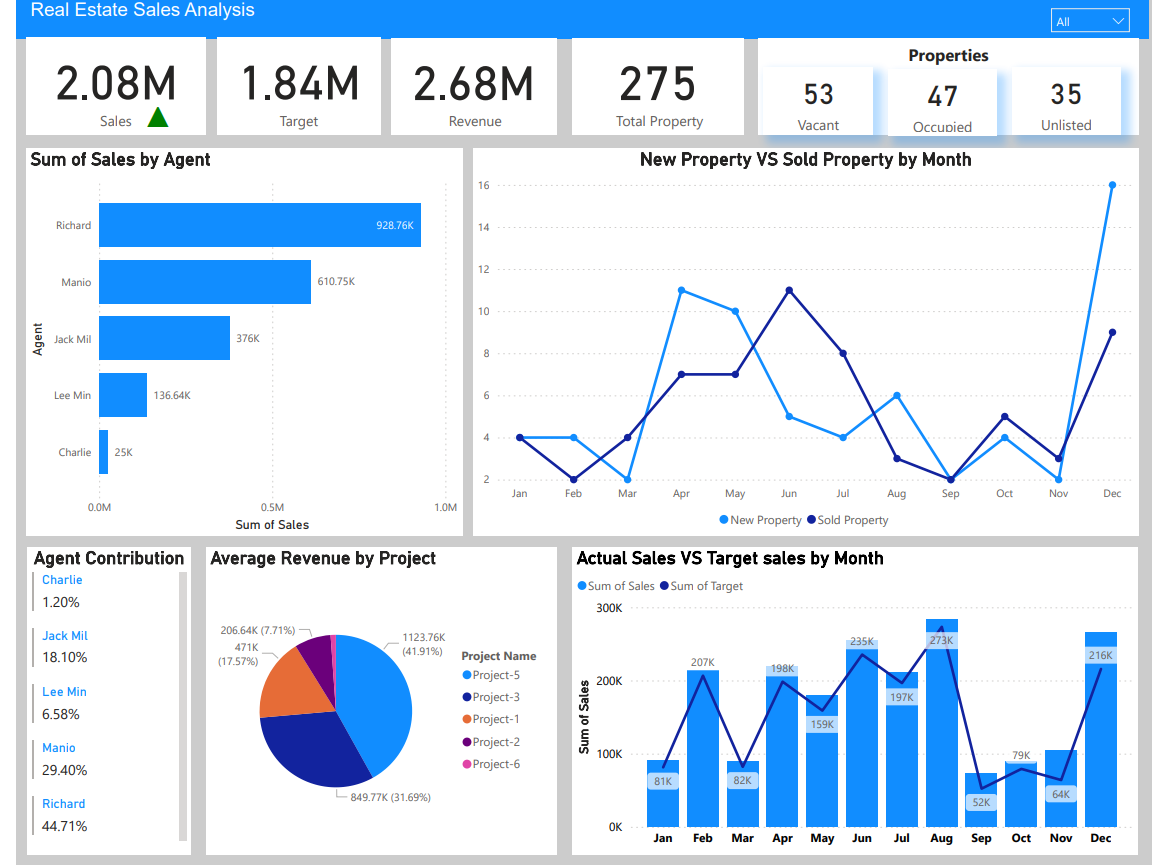 Real Estate Sales Analysis
All
2.08M
Sales
1.84M
Target
2.68M
Revenue
275
Total Property
Properties
53
Vacant
47
Occupied
35
Unlisted
Sum of Sales by Agent
Agent
Richard
928.76K
Manio
610.75K
Jack Mil
376K
Lee Min
136.64K
Charlie
25K
0.0M 0.5M 1.0M
Sum of Sales
New Property VS Sold Property by Month
16
14
12
10
8
6
4
2
Jan Feb Mar Apr May Jun Jul Aug Sep Oct Nov Dec
New Property Sold Property
Agent Contribution
Charlie
1.20%
Jack Mil
18.10%
Lee Min
6.58%
Manio
29.40%
Richard
44.71%
Average Revenue by Project
206.64K (7.71%)
471K
(17.57%)
1123.76K
(41.91%)
849.77K (31.69%)
Project Name
Project-5
Project-3
Project-1
Project-2
Project-6
Actual Sales VS Target sales by Month
Sum of Sales Sum of Target
Sum of Sales
300K
200K
100K
0K
81K
207K
82K
198K
159K
235K
197K
273K
52K
79K
64K
216K
Jan Feb Mar Apr May Jun Jul Aug Sep Oct Nov Dec